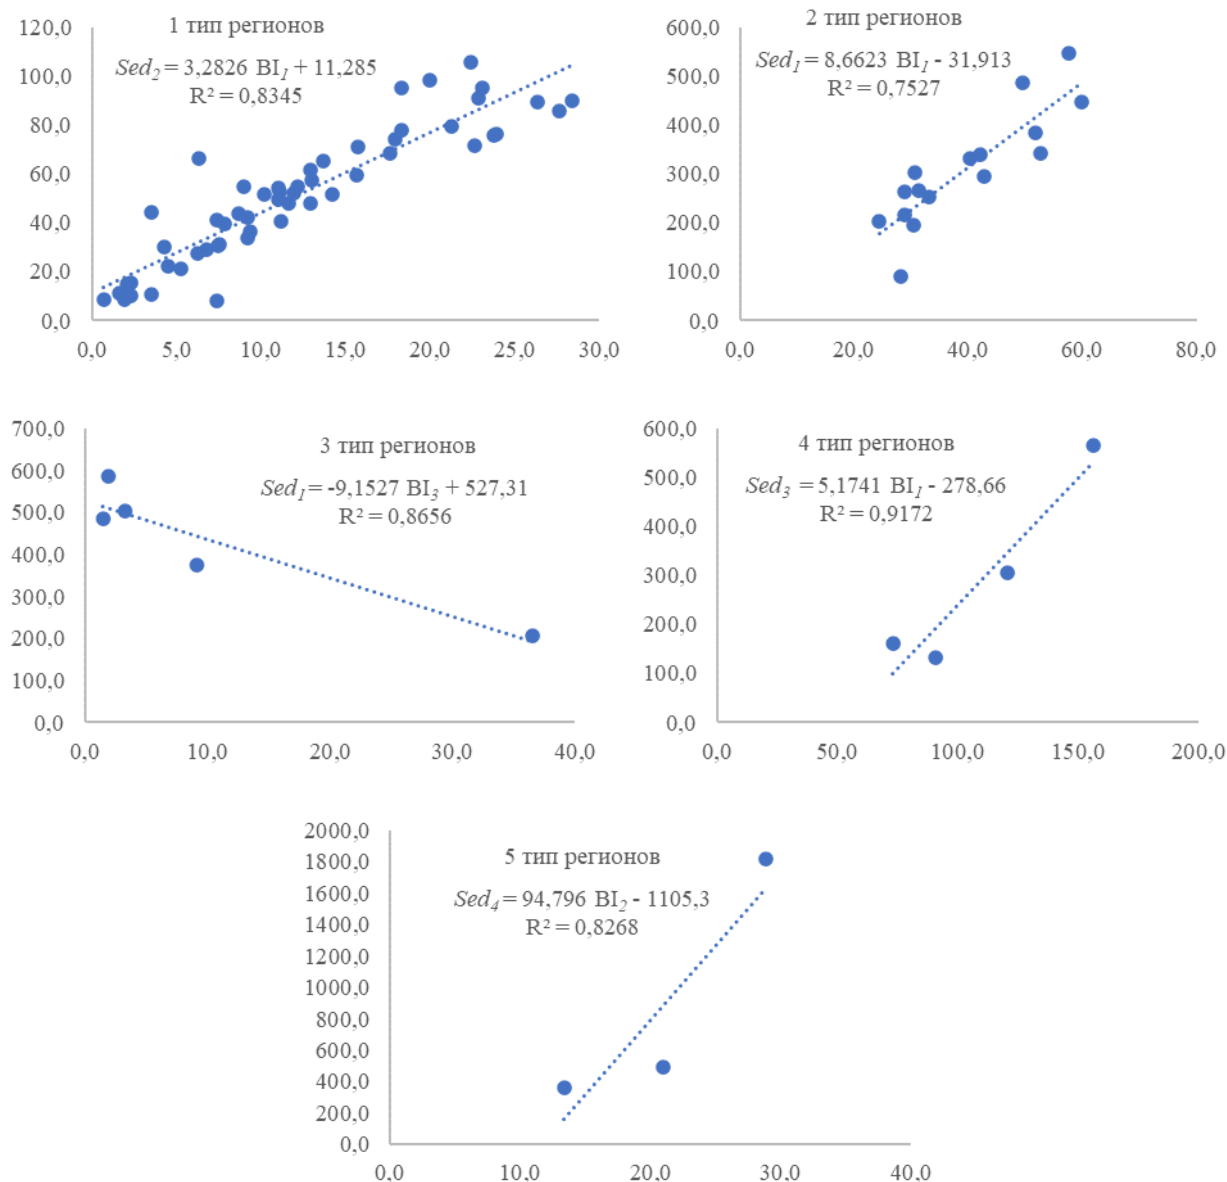 1 тип регионов
Sed₂ = 3,2826 BI₁ + 11,285
R² = 0,8345
120,0
100,0
80,0
60,0
40,0
20,0
0,0
0,0 5,0 10,0 15,0 20,0 25,0 30,0
2 тип регионов
Sed₁ = 8,6623 BI₁ - 31,913
R² = 0,7527
600,0
500,0
400,0
300,0
200,0
100,0
0,0
0,0 20,0 40,0 60,0 80,0
3 тип регионов
Sed₁ = -9,1527 BI₃ + 527,31
R² = 0,8656
700,0
600,0
500,0
400,0
300,0
200,0
100,0
0,0
0,0 10,0 20,0 30,0 40,0
4 тип регионов
Sed₃ = 5,1741 BI₁ - 278,66
R² = 0,9172
600,0
500,0
400,0
300,0
200,0
100,0
0,0
0,0 50,0 100,0 150,0 200,0
5 тип регионов
Sed₄ = 94,796 BI₂ - 1105,3
R² = 0,8268
2000,0
1800,0
1600,0
1400,0
1200,0
1000,0
800,0
600,0
400,0
200,0
0,0
0,0 10,0 20,0 30,0 40,0